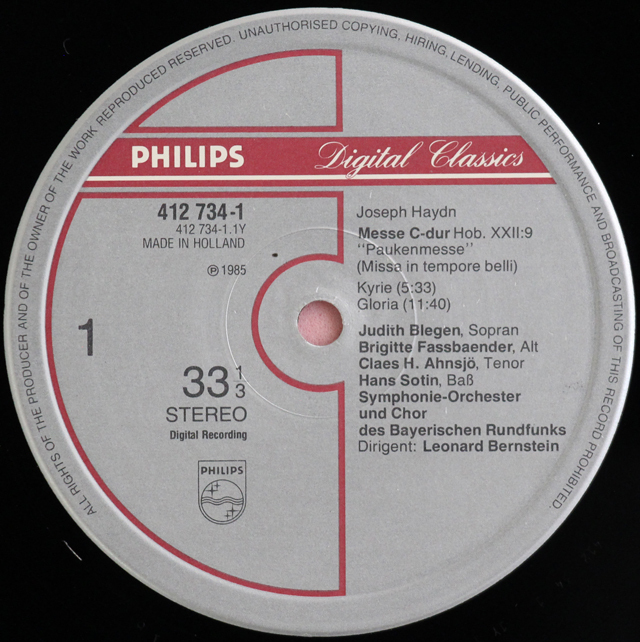 ALL RIGHTS OF THE PRODUCER AND OF THE OWNER OF THE WORK REPRODUCED RESERVED. UNAUTHORISED COPYING, HIRING, LENDING, PUBLIC PERFORMANCE AND BROADCASTING OF THIS RECORD PROHIBITED.
PHILIPS Digital Classics
412 734-1
412 734-1.1Y
MADE IN HOLLAND
℗ 1985
1
33 1/3
STEREO
Digital Recording
PHILIPS
Joseph Haydn
Messe C-dur Hob. XXII:9
"Paukenmesse"
(Missa in tempore belli)
Kyrie (5:33)
Gloria (11:40)
Judith Blegen, Sopran
Brigitte Fassbaender, Alt
Claes H. Ahnsjö, Tenor
Hans Sotin, Baß
Symphonie-Orchester
und Chor
des Bayerischen Rundfunks
Dirigent: Leonard Bernstein